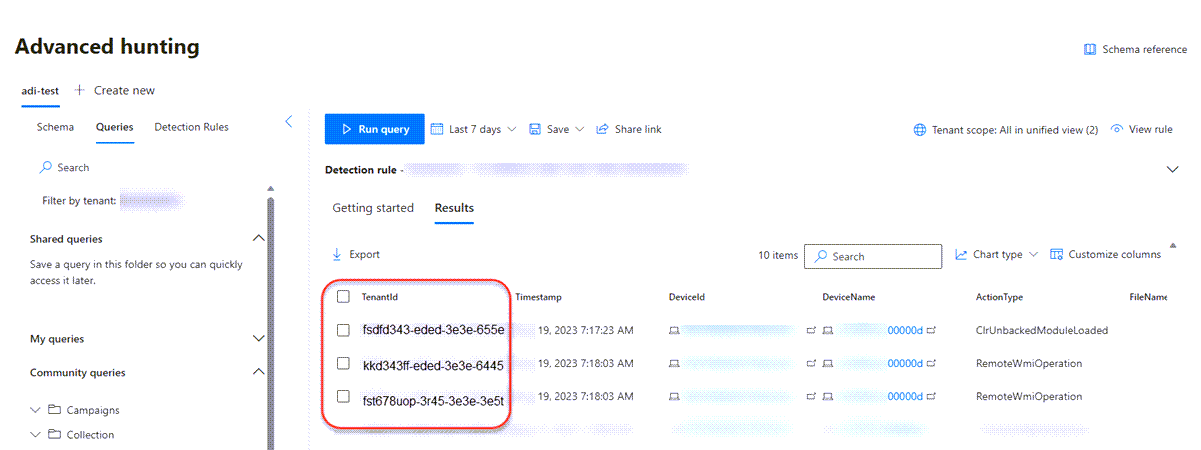 Advanced hunting
Schema reference
adi-test + Create new
Schema Queries Detection Rules
Run query Last 7 days Save Share link
Tenant scope: All in unified view (2) View rule
Search
Filter by tenant:
Detection rule -
Getting started Results
Shared queries
Save a query in this folder so you can quickly
access it later.
Export
10 items Search Chart type Customize columns
TenantId Timestamp DeviceId DeviceName ActionType FileName
fsdfd343-eded-3e3e-655e 19, 2023 7:17:23 AM 00000d ClrUnbackedModuleLoaded
kkd343ff-eded-3e3e-6445 19, 2023 7:18:03 AM 00000d RemoteWmiOperation
fst678uop-3r45-3e3e-3e5t 19, 2023 7:18:03 AM 00000d RemoteWmiOperation
My queries
Community queries
Campaigns
Collection